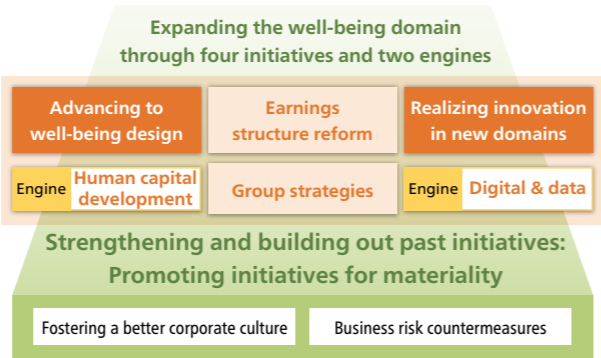 Expanding the well-being domain
through four initiatives and two engines
Advancing to
well-being design
Earnings
structure reform
Realizing innovation
in new domains
Engine
Human capital
development
Group strategies
Engine
Digital & data
Strengthening and building out past initiatives:
Promoting initiatives for materiality
Fostering a better corporate culture
Business risk countermeasures